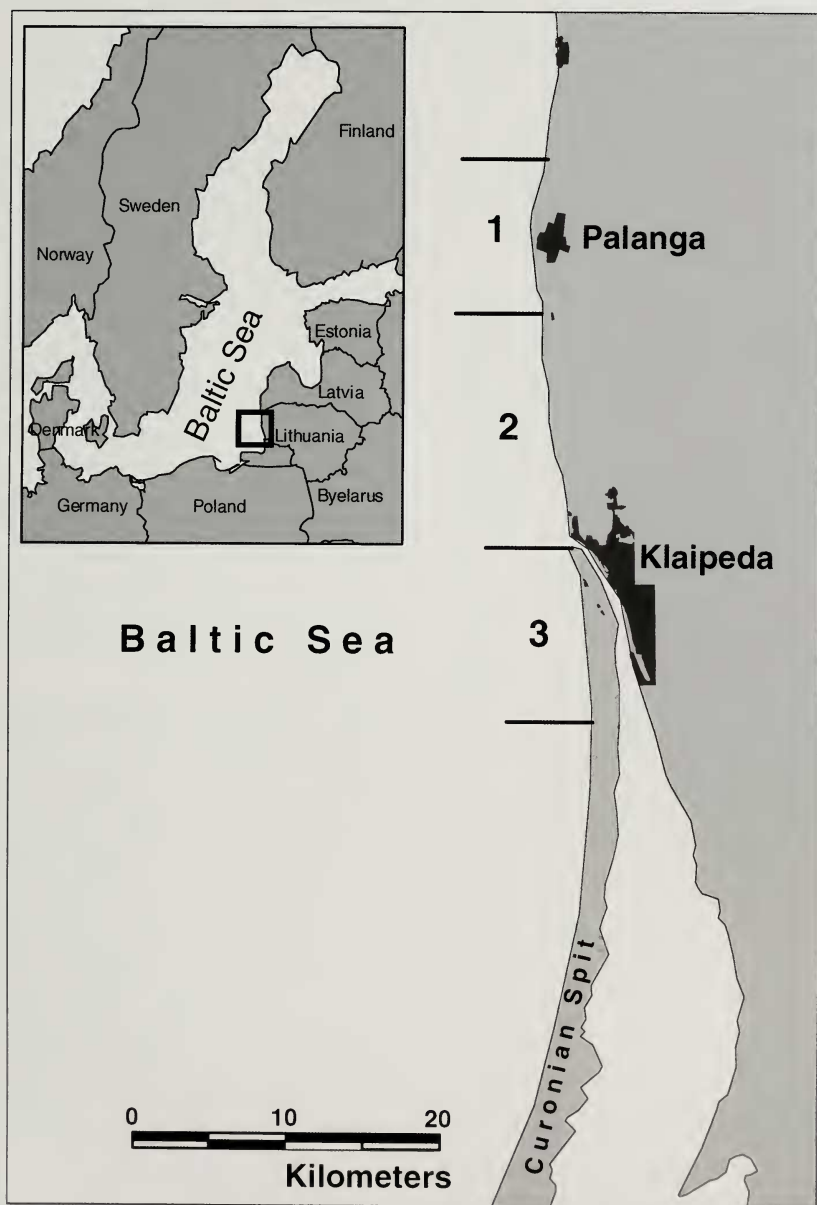 Finland
Sweden
Norway
Estonia
Baltic Sea
Latvia
Denmark
Lithuania
Germany
Poland
Byelarus
1
Palanga
2
Klaipeda
Baltic Sea
3
Curonian Spit
0 10 20
Kilometers